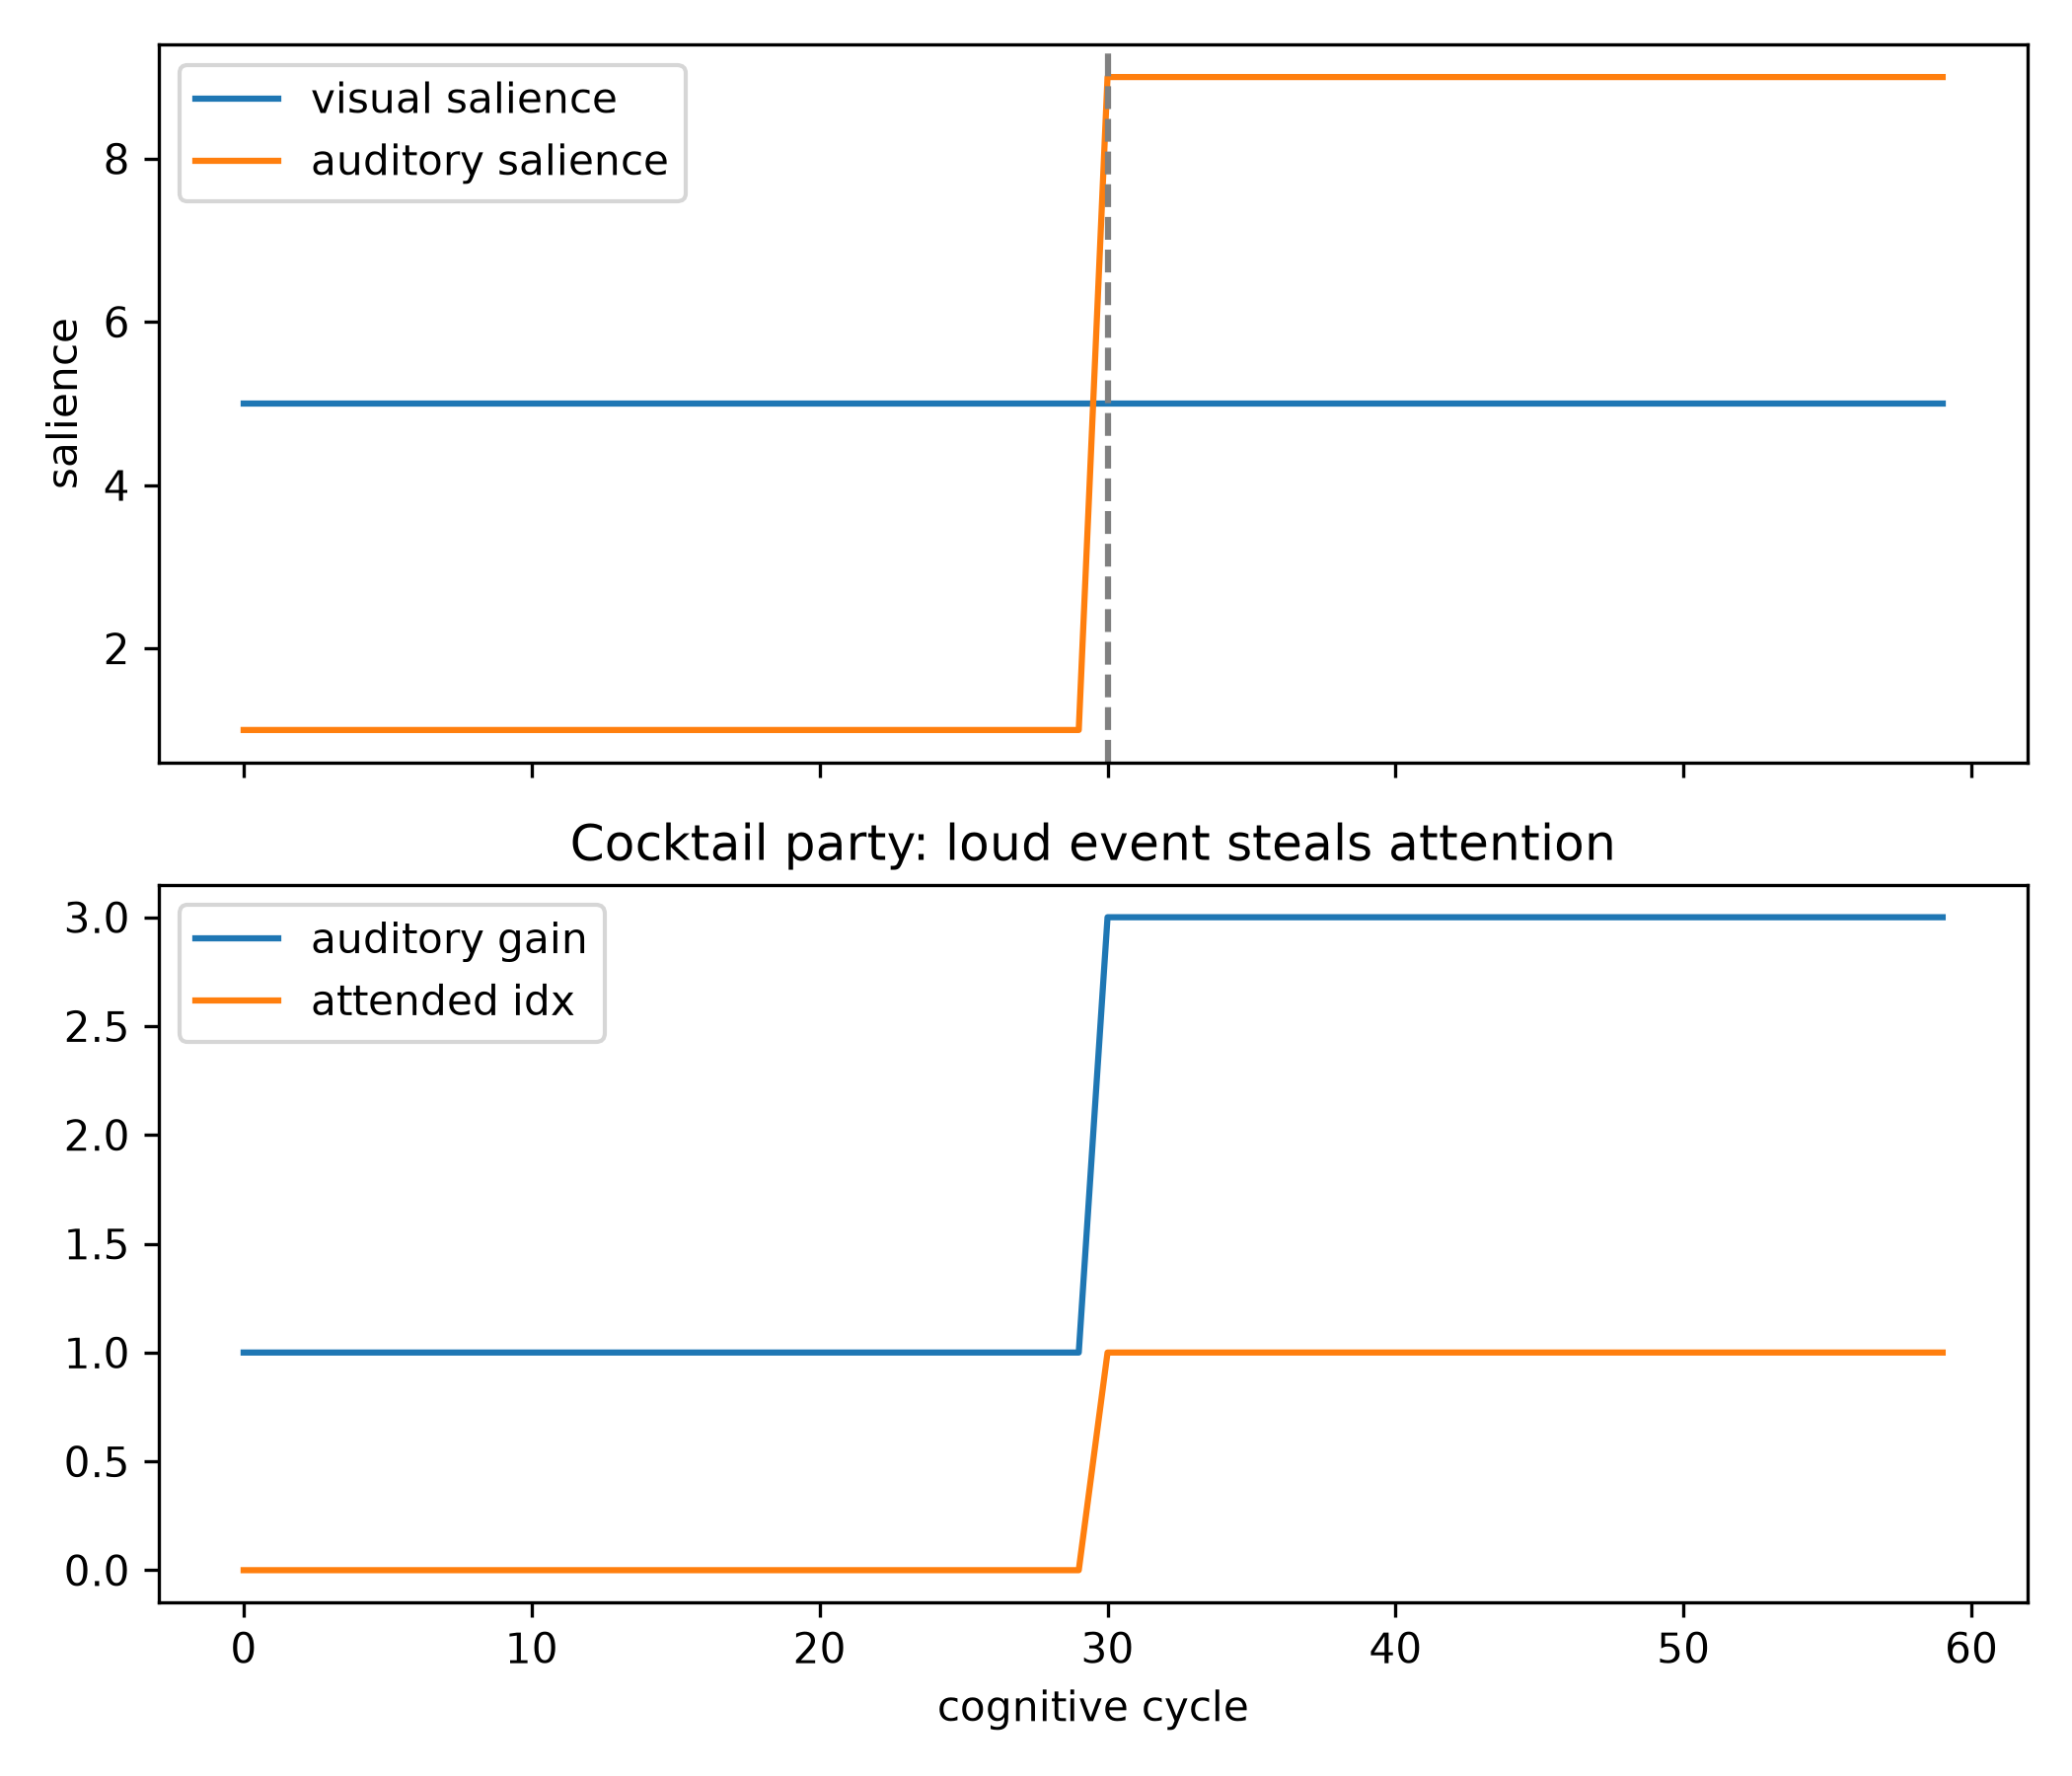 visual salience
auditory salience
8
6
4
2
salience
Cocktail party: loud event steals attention
auditory gain
attended idx
3.0
2.5
2.0
1.5
1.0
0.5
0.0
0 10 20 30 40 50 60
cognitive cycle